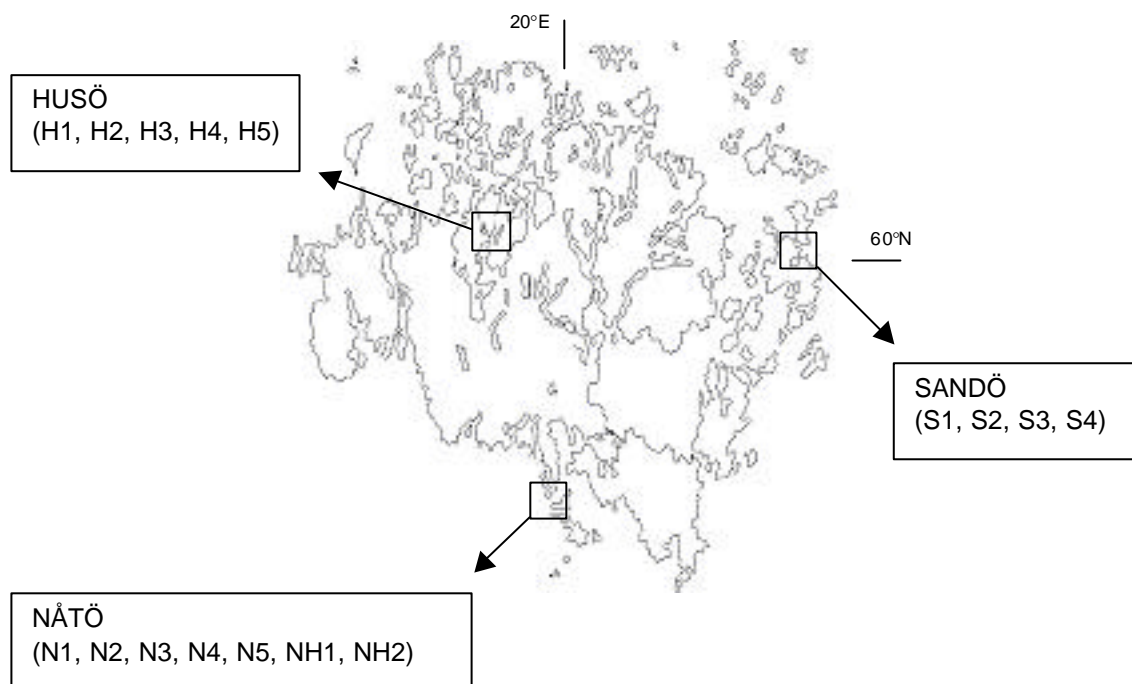 20°E
HUSÖ
(H1, H2, H3, H4, H5)
60°N
SANDÖ
(S1, S2, S3, S4)
NÅTÖ
(N1, N2, N3, N4, N5, NH1, NH2)